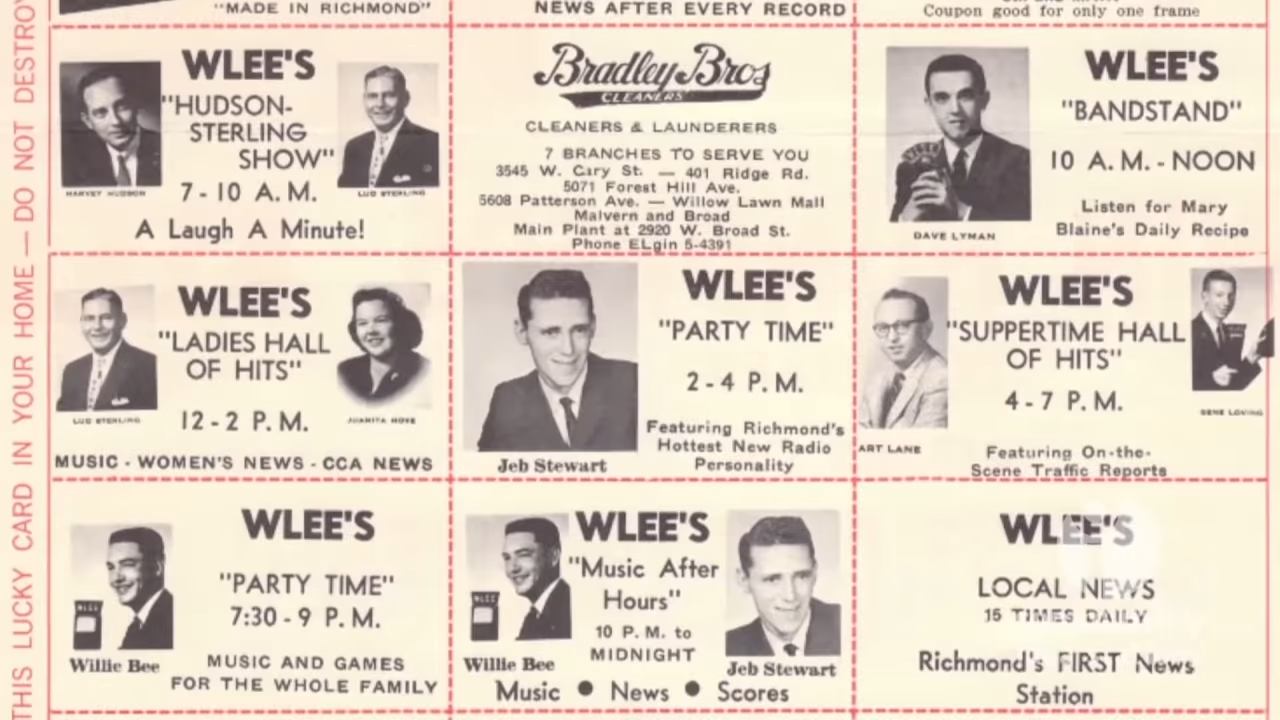 "MADE IN RICHMOND"
NEWS AFTER EVERY RECORD
Coupon good for only one frame
THIS LUCKY CARD IN YOUR HOME — DO NOT DESTROY
WLEE'S
"HUDSON-
STERLING
SHOW"
7 - 10 A. M.
HARVEY HUDSON
LUD STERLING
A Laugh A Minute!
Bradley Bros
CLEANERS
CLEANERS & LAUNDERERS
7 BRANCHES TO SERVE YOU
3545 W. Cary St. — 401 Ridge Rd.
5071 Forest Hill Ave.
5608 Patterson Ave. — Willow Lawn Mall
Malvern and Broad
Main Plant at 2920 W. Broad St.
Phone ELgin 5-4391
WLEE'S
"BANDSTAND"
10 A. M. - NOON
Listen for Mary
Blaine's Daily Recipe
WLEE
DAVE LYMAN
WLEE'S
"LADIES HALL
OF HITS"
12 - 2 P. M.
LUD STERLING
JUANITA HOYE
MUSIC - WOMEN'S NEWS - CCA NEWS
WLEE'S
"PARTY TIME"
2 - 4 P. M.
Featuring Richmond's
Hottest New Radio
Personality
Jeb Stewart
WLEE'S
"SUPPERTIME HALL
OF HITS"
4 - 7 P. M.
ART LANE
GENE LOVING
Featuring On-the-
Scene Traffic Reports
WLEE'S
"PARTY TIME"
7:30 - 9 P. M.
WLEE
Willie Bee
MUSIC AND GAMES
FOR THE WHOLE FAMILY
WLEE'S
"Music After
Hours"
10 P. M. to
MIDNIGHT
WLEE
Willie Bee
Jeb Stewart
Music ● News ● Scores
WLEE'S
LOCAL NEWS
15 TIMES DAILY
Richmond's FIRST News
Station